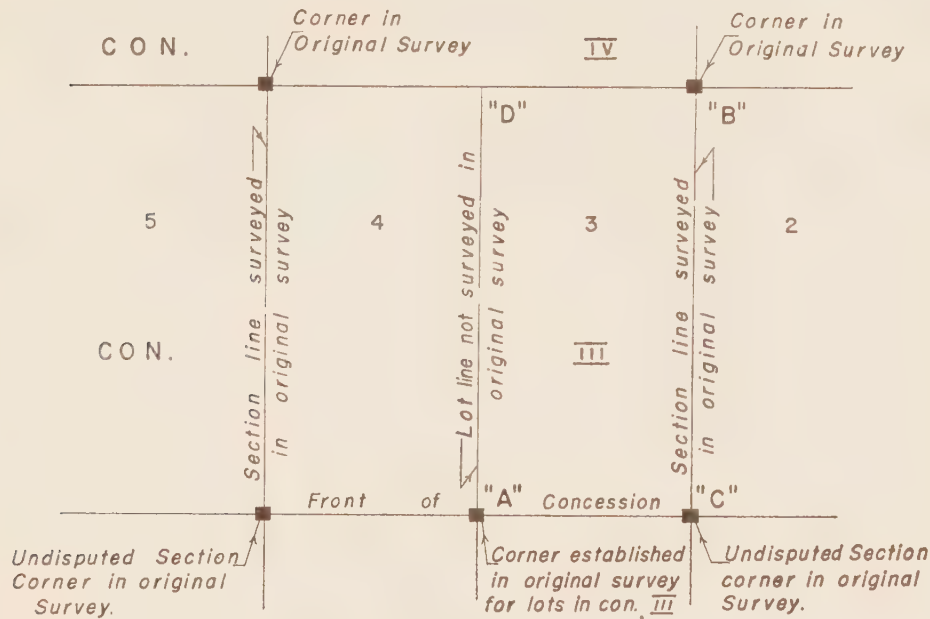 Corner in
Original Survey
Corner in
Original Survey
CON.
IV
"D"
"B"
5
4
3
2
Section line surveyed
in original survey
Lot line not surveyed in
original survey
Section line surveyed
in original survey
CON.
III
Front of
"A"
Concession
"C"
Undisputed Section
Corner in original
Survey.
Corner established
in original survey
for lots in con. III
Undisputed Section
corner in original
Survey.